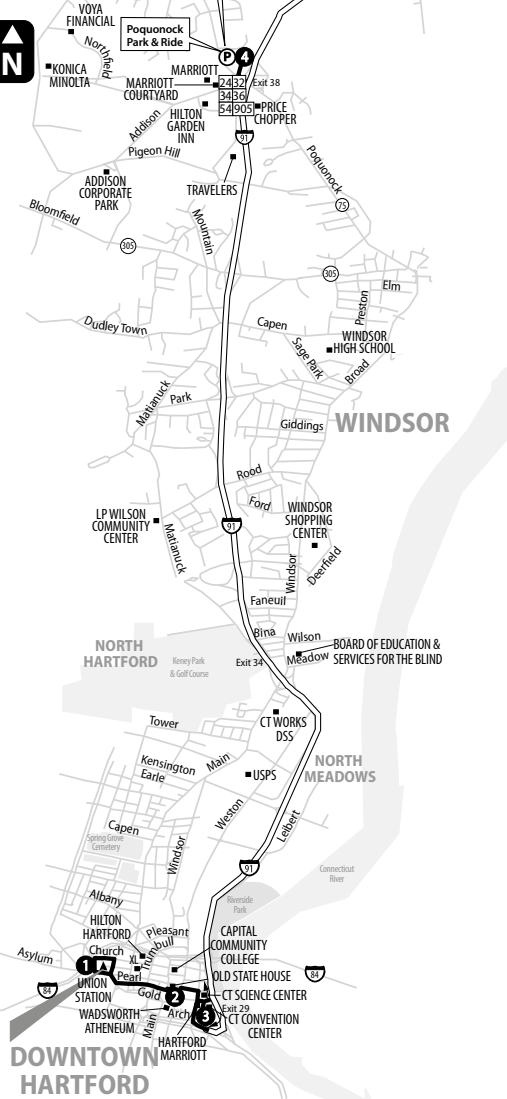 VOYA
FINANCIAL
Poquonock
Park & Ride
N
Northfield
P
4
KONICA
MINOLTA
MARRIOTT
MARRIOTT
COURTYARD
24 32
34 36
54 905
Exit 38
PRICE
CHOPPER
HILTON
GARDEN
INN
Addison
91
Pigeon Hill
TRAVELERS
Poquonock
75
ADDISON
CORPORATE
PARK
Bloomfield
Mountain
305
305
Elm
Preston
Dudley Town
Capen
Sage Park
WINDSOR
HIGH SCHOOL
Broad
Matianuck
Park
Giddings
WINDSOR
Rood
Ford
LP WILSON
COMMUNITY
CENTER
Matianuck
91
WINDSOR
SHOPPING
CENTER
Windsor
Deerfield
Faneuil
Bina
Wilson
Meadow
BOARD OF EDUCATION &
SERVICES FOR THE BLIND
NORTH
HARTFORD
Keney Park
& Golf Course
Exit 34
CT WORKS
DSS
Tower
Kensington
Earle
Main
USPS
NORTH
MEADOWS
Weston
Leibert
Capen
Spring Grove
Cemetery
Windsor
91
Connecticut
River
Albany
Riverside
Park
HILTON
HARTFORD
Pleasant
Trumbull
CAPITAL
COMMUNITY
COLLEGE
Asylum
Church
1
XL
Pearl
OLD STATE HOUSE
84
84
UNION
STATION
Gold
2
CT SCIENCE CENTER
Exit 29
WADSWORTH
ATHENEUM
Arch
3
CT CONVENTION
CENTER
Main
HARTFORD
MARRIOTT
DOWNTOWN
HARTFORD